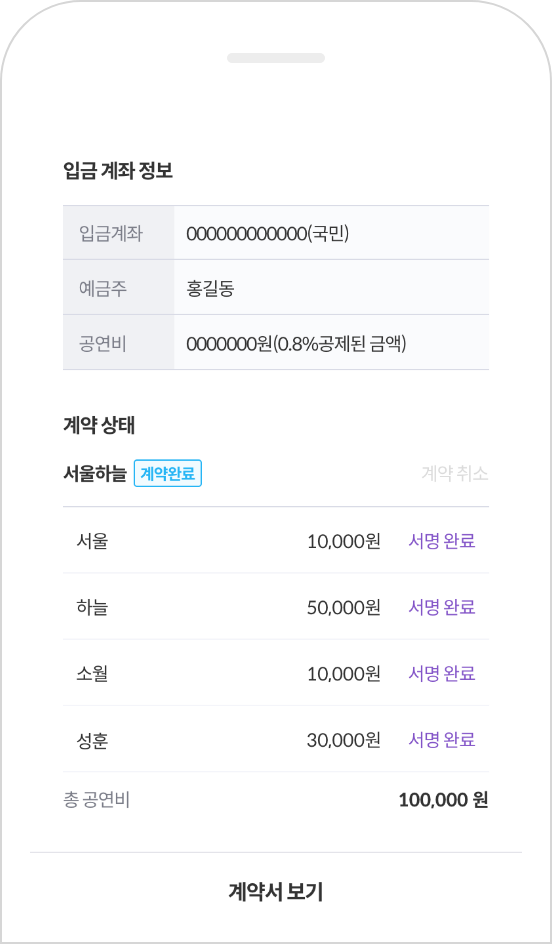 입금 계좌 정보
입금계좌 000000000000(국민)
예금주 홍길동
공연비 0000000원(0.8%공제된 금액)
계약 상태
서울하늘 계약완료 계약 취소
서울 10,000원 서명 완료
하늘 50,000원 서명 완료
소월 10,000원 서명 완료
성훈 30,000원 서명 완료
총 공연비 100,000 원
계약서 보기